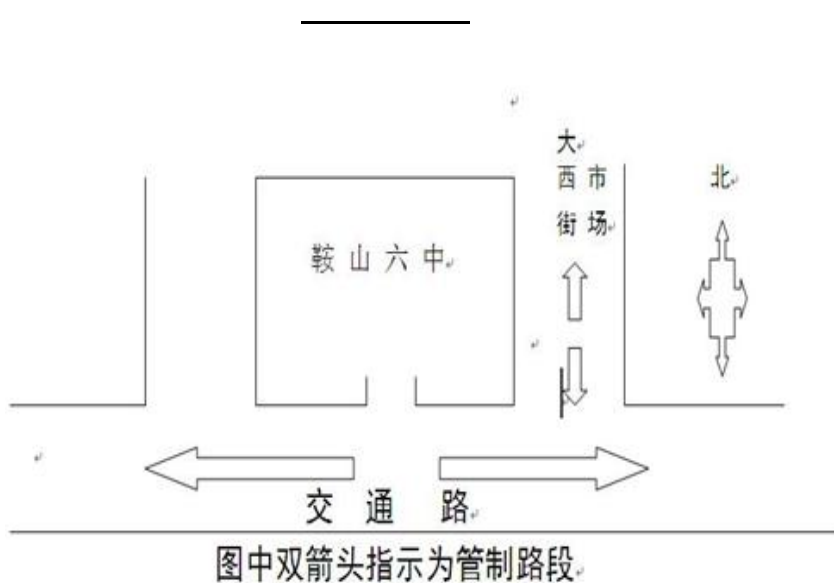 大
西 市
街 场
北
鞍 山 六 中
交 通 路
图中双箭头指示为管制路段